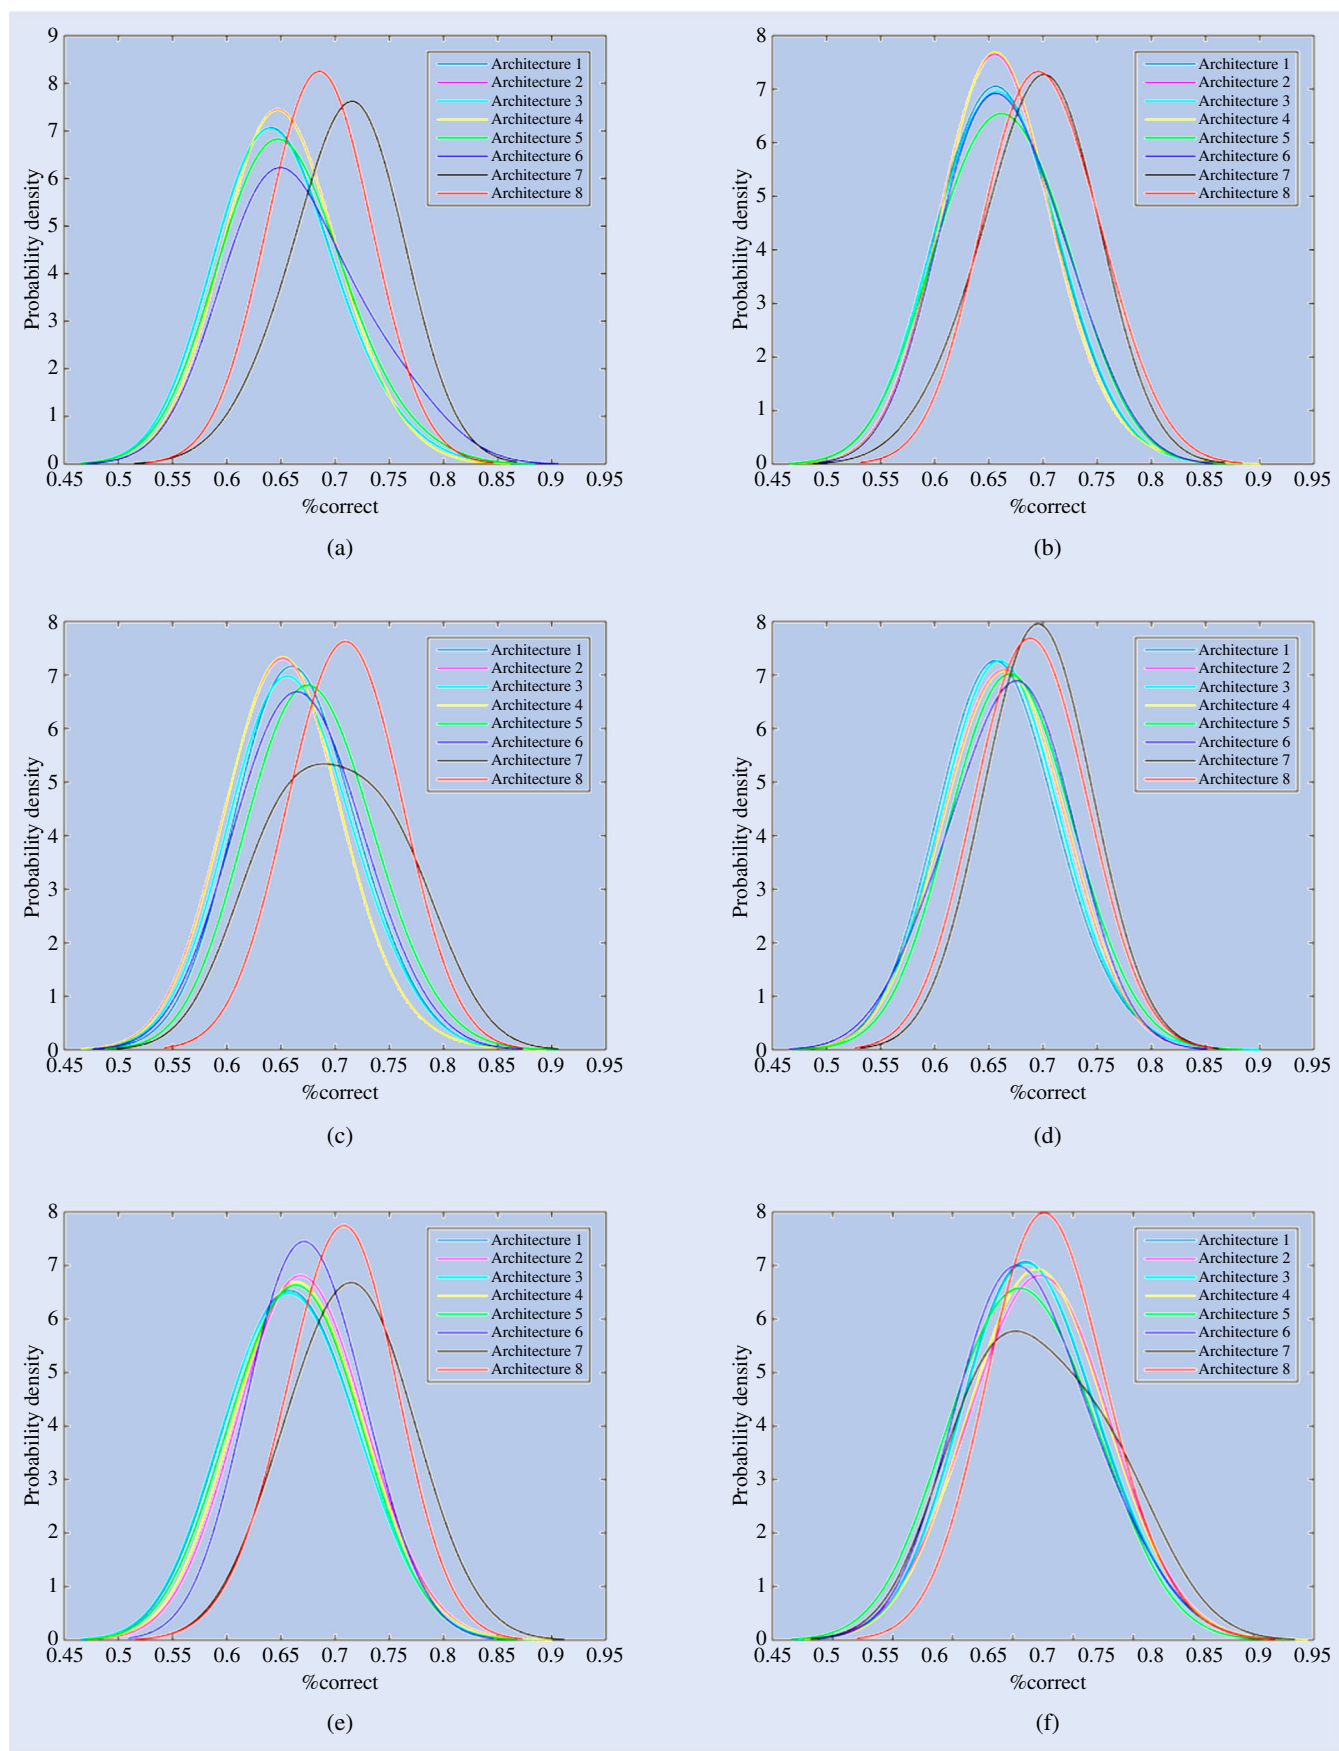 9
8
7
6
5
4
3
2
1
0
Probability density
Architecture 1
Architecture 2
Architecture 3
Architecture 4
Architecture 5
Architecture 6
Architecture 7
Architecture 8
0.45 0.5 0.55 0.6 0.65 0.7 0.75 0.8 0.85 0.9 0.95
%correct
(a)
8
7
6
5
4
3
2
1
0
Probability density
Architecture 1
Architecture 2
Architecture 3
Architecture 4
Architecture 5
Architecture 6
Architecture 7
Architecture 8
0.45 0.5 0.55 0.6 0.65 0.7 0.75 0.8 0.85 0.9 0.95
%correct
(b)
8
7
6
5
4
3
2
1
0
Probability density
Architecture 1
Architecture 2
Architecture 3
Architecture 4
Architecture 5
Architecture 6
Architecture 7
Architecture 8
0.45 0.5 0.55 0.6 0.65 0.7 0.75 0.8 0.85 0.9 0.95
%correct
(c)
8
7
6
5
4
3
2
1
0
Probability density
Architecture 1
Architecture 2
Architecture 3
Architecture 4
Architecture 5
Architecture 6
Architecture 7
Architecture 8
0.45 0.5 0.55 0.6 0.65 0.7 0.75 0.8 0.85 0.9 0.95
%correct
(d)
8
7
6
5
4
3
2
1
0
Probability density
Architecture 1
Architecture 2
Architecture 3
Architecture 4
Architecture 5
Architecture 6
Architecture 7
Architecture 8
0.45 0.5 0.55 0.6 0.65 0.7 0.75 0.8 0.85 0.9 0.95
%correct
(e)
8
7
6
5
4
3
2
1
0
Probability density
Architecture 1
Architecture 2
Architecture 3
Architecture 4
Architecture 5
Architecture 6
Architecture 7
Architecture 8
0.45 0.5 0.55 0.6 0.65 0.7 0.75 0.8 0.85 0.9 0.95
%correct
(f)